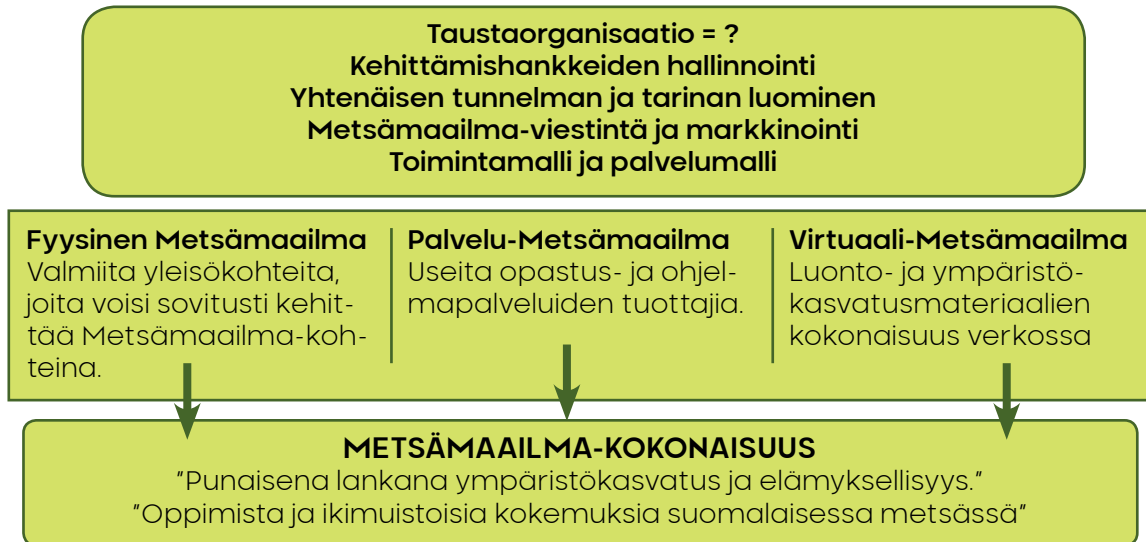 Taustaorganisaatio = ?
Kehittämishankkeiden hallinnointi
Yhtenäisen tunnelman ja tarinan luominen
Metsämaailma-viestintä ja markkinointi
Toimintamalli ja palvelumalli
Fyysinen Metsämaailma
Valmiita yleisökohteita,
joita voisi sovitusti kehit-
tää Metsämaailma-koh-
teina.
Palvelu-Metsämaailma
Useita opastus- ja ohjel-
mapalveluiden tuottajia.
Virtuaali-Metsämaailma
Luonto- ja ympäristö-
kasvatusmateriaalien
kokonaisuus verkossa
METSÄMAAILMA-KOKONAISUUS
"Punaisena lankana ympäristökasvatus ja elämyksellisyys."
"Oppimista ja ikimuistoisia kokemuksia suomalaisessa metsässä"